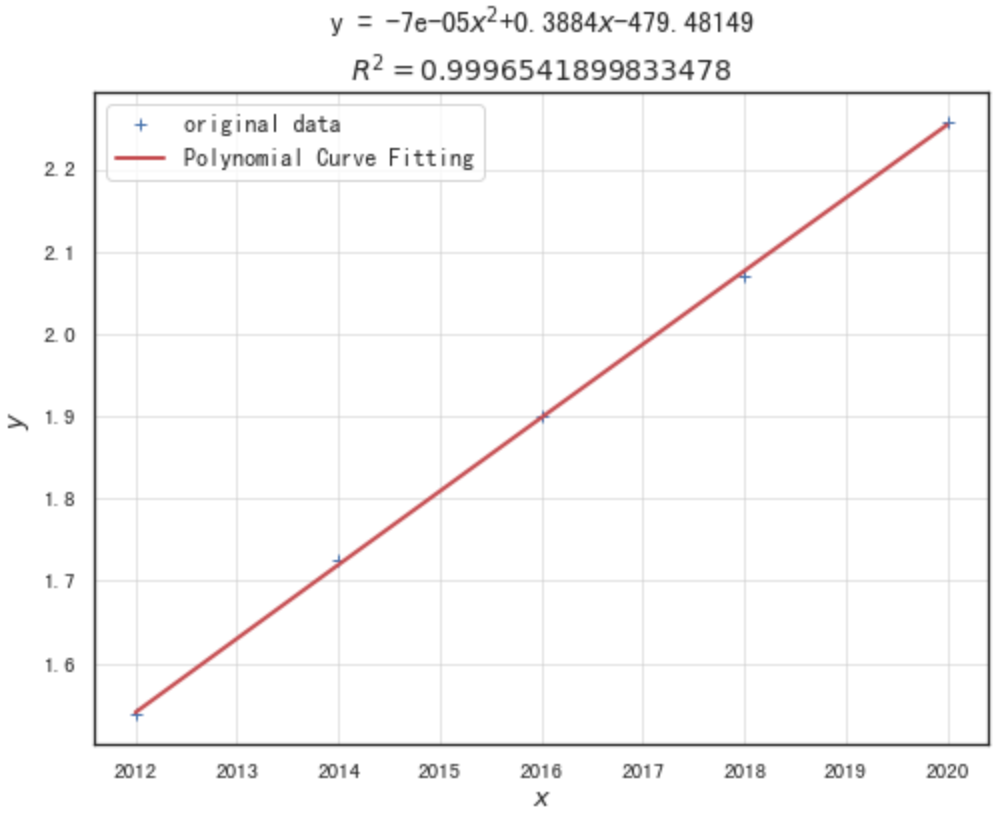 y = −7e−05x²+0.3884x−479.48149
R² = 0.9996541899833478
original data
Polynomial Curve Fitting
2.2
2.1
2.0
1.9
1.8
1.7
1.6
y
2012 2013 2014 2015 2016 2017 2018 2019 2020
x